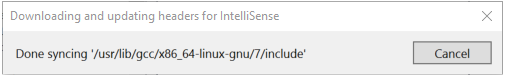 Downloading and updating headers for IntelliSense
Done syncing '/usr/lib/gcc/x86_64-linux-gnu/7/include'
Cancel